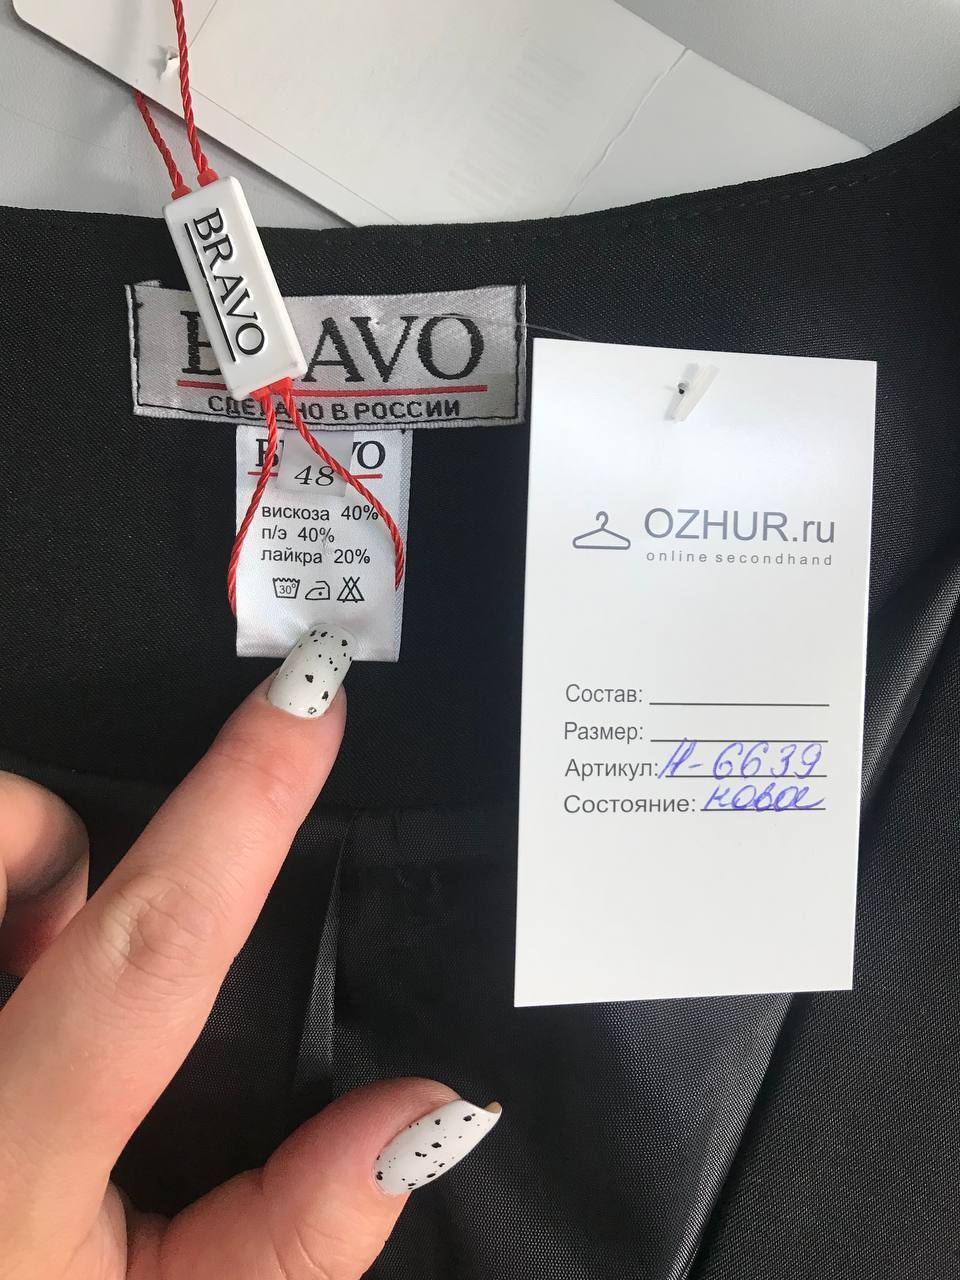 BRAVO
BRAVO
СДЕЛАНО В РОССИИ
BRAVO
48
вискоза 40%
п/э 40%
лайкра 20%
30°
OZHUR.ru
online secondhand
Состав:
Размер:
Артикул: Н-6639
Состояние: новое